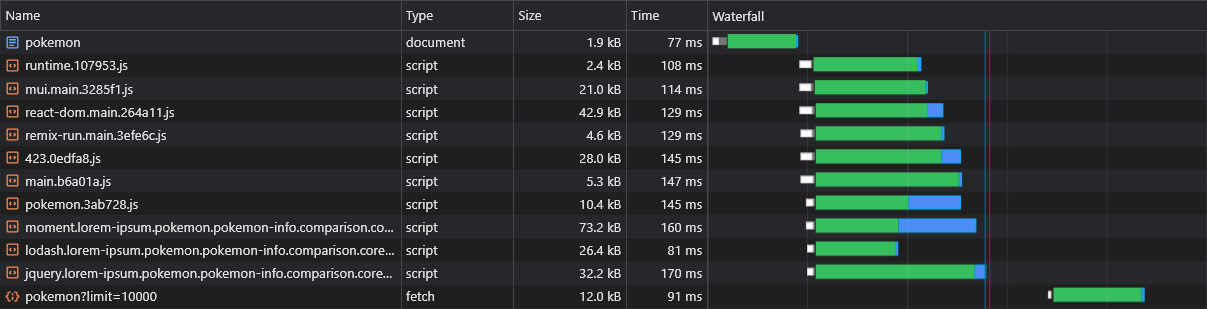 Name Type Size Time Waterfall
pokemon document 1.9 kB 77 ms
runtime.107953.js script 2.4 kB 108 ms
mui.main.3285f1.js script 21.0 kB 114 ms
react-dom.main.264a11.js script 42.9 kB 129 ms
remix-run.main.3efe6c.js script 4.6 kB 129 ms
423.0edfa8.js script 28.0 kB 145 ms
main.b6a01a.js script 5.3 kB 147 ms
pokemon.3ab728.js script 10.4 kB 145 ms
moment.lorem-ipsum.pokemon.pokemon-info.comparison.co... script 73.2 kB 160 ms
lodash.lorem-ipsum.pokemon.pokemon-info.comparison.core... script 26.4 kB 81 ms
jquery.lorem-ipsum.pokemon.pokemon-info.comparison.core... script 32.2 kB 170 ms
pokemon?limit=10000 fetch 12.0 kB 91 ms